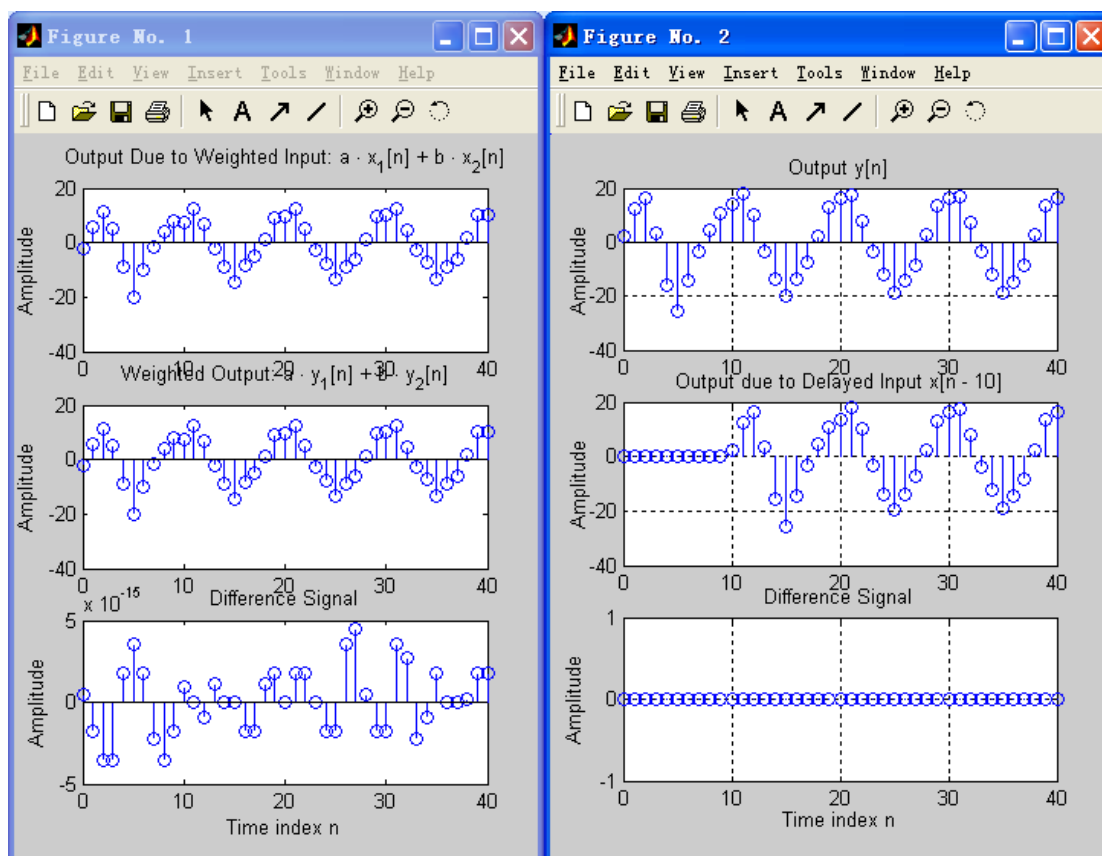 Figure No. 1
File Edit View Insert Tools Window Help
Output Due to Weighted Input: a · x1[n] + b · x2[n]
20
0
-20
-40
Amplitude
0 10 20 30 40
Weighted Output: a · y1[n] + b · y2[n]
20
0
-20
-40
Amplitude
0 10 20 30 40
x 10-15
Difference Signal
5
0
-5
Amplitude
0 10 20 30 40
Time index n
Figure No. 2
File Edit View Insert Tools Window Help
Output y[n]
20
0
-20
-40
Amplitude
0 10 20 30 40
Output due to Delayed Input x[n - 10]
20
0
-20
-40
Amplitude
0 10 20 30 40
Difference Signal
1
0
-1
Amplitude
0 10 20 30 40
Time index n